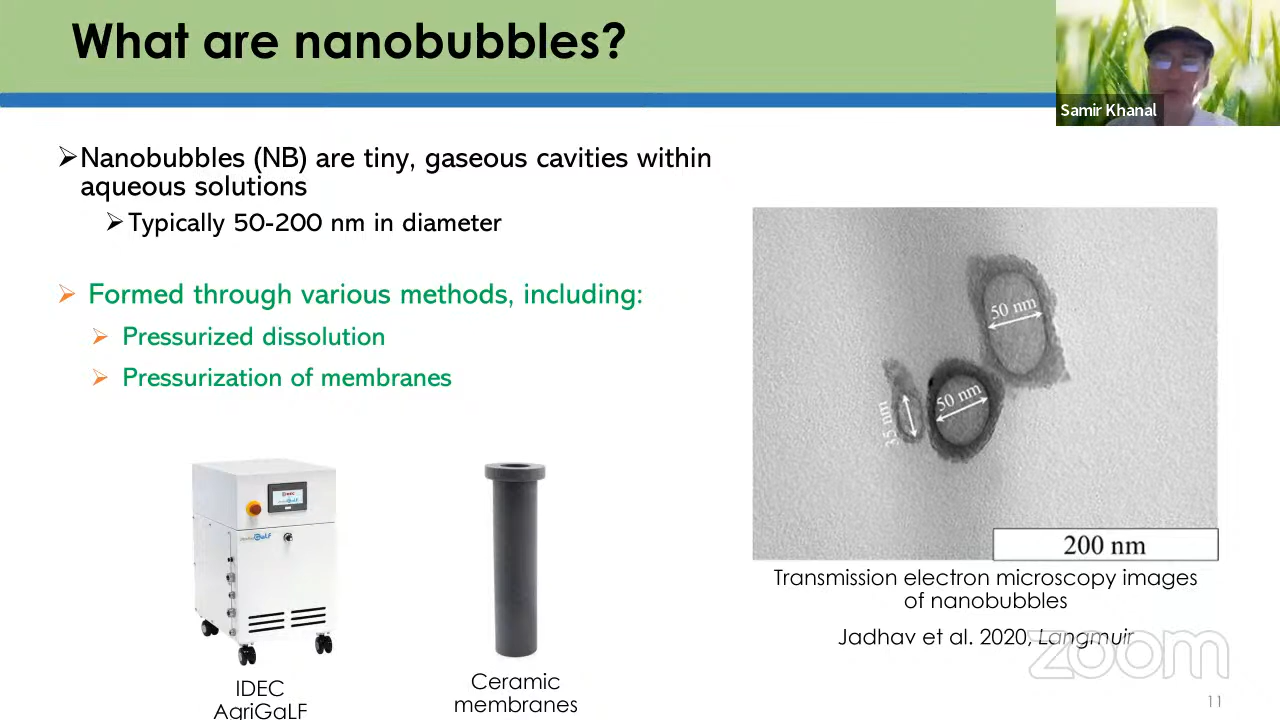 What are nanobubbles?
Samir Khanal
➢Nanobubbles (NB) are tiny, gaseous cavities within
aqueous solutions
➢Typically 50-200 nm in diameter
➢ Formed through various methods, including:
➢ Pressurized dissolution
➢ Pressurization of membranes
50 nm
50 nm
35 nm
200 nm
Transmission electron microscopy images
of nanobubbles
Jadhav et al. 2020, Langmuir
zoom
IDEC
AgriGaLF
Ceramic
membranes
11